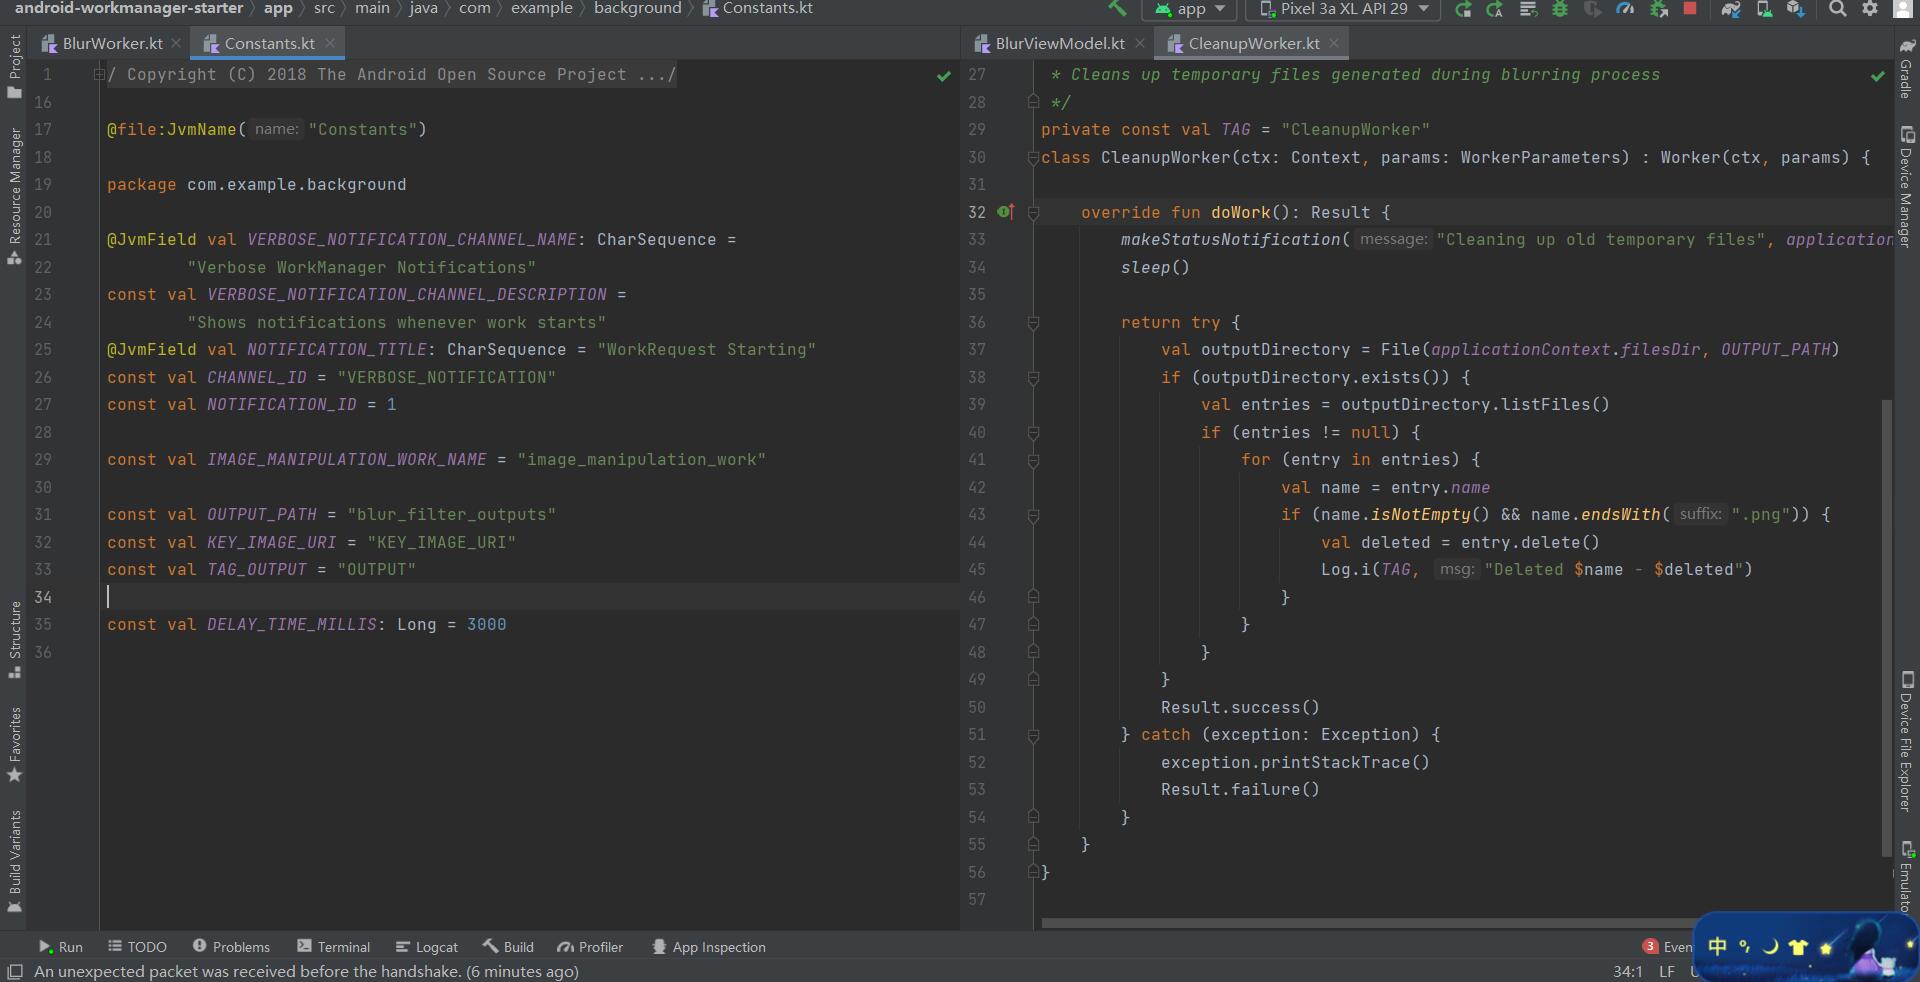 android-workmanager-starter 〉 app 〉 src 〉 main 〉 java 〉 com 〉 example 〉 background 〉 Constants.kt
app
Pixel 3a XL API 29
BlurWorker.kt
Constants.kt
BlurViewModel.kt
CleanupWorker.kt
Project
Resource Manager
Structure
Favorites
Build Variants
1 / Copyright (C) 2018 The Android Open Source Project .../
16
17 @file:JvmName( name: "Constants")
18
19 package com.example.background
20
21 @JvmField val VERBOSE_NOTIFICATION_CHANNEL_NAME: CharSequence =
22 "Verbose WorkManager Notifications"
23 const val VERBOSE_NOTIFICATION_CHANNEL_DESCRIPTION =
24 "Shows notifications whenever work starts"
25 @JvmField val NOTIFICATION_TITLE: CharSequence = "WorkRequest Starting"
26 const val CHANNEL_ID = "VERBOSE_NOTIFICATION"
27 const val NOTIFICATION_ID = 1
28
29 const val IMAGE_MANIPULATION_WORK_NAME = "image_manipulation_work"
30
31 const val OUTPUT_PATH = "blur_filter_outputs"
32 const val KEY_IMAGE_URI = "KEY_IMAGE_URI"
33 const val TAG_OUTPUT = "OUTPUT"
34
35 const val DELAY_TIME_MILLIS: Long = 3000
36
27 * Cleans up temporary files generated during blurring process
28 */
29 private const val TAG = "CleanupWorker"
30 class CleanupWorker(ctx: Context, params: WorkerParameters) : Worker(ctx, params) {
31
32 override fun doWork(): Result {
33 makeStatusNotification( message: "Cleaning up old temporary files", application
34 sleep()
35
36 return try {
37 val outputDirectory = File(applicationContext.filesDir, OUTPUT_PATH)
38 if (outputDirectory.exists()) {
39 val entries = outputDirectory.listFiles()
40 if (entries != null) {
41 for (entry in entries) {
42 val name = entry.name
43 if (name.isNotEmpty() && name.endsWith( suffix: ".png")) {
44 val deleted = entry.delete()
45 Log.i(TAG, msg: "Deleted $name - $deleted")
46 }
47 }
48 }
49 }
50 Result.success()
51 } catch (exception: Exception) {
52 exception.printStackTrace()
53 Result.failure()
54 }
55 }
56 }
57
Gradle
Device Manager
Device File Explorer
Emulato
Run
TODO
Problems
Terminal
Logcat
Build
Profiler
App Inspection
3 Even
中
An unexpected packet was received before the handshake. (6 minutes ago)
34:1
LF